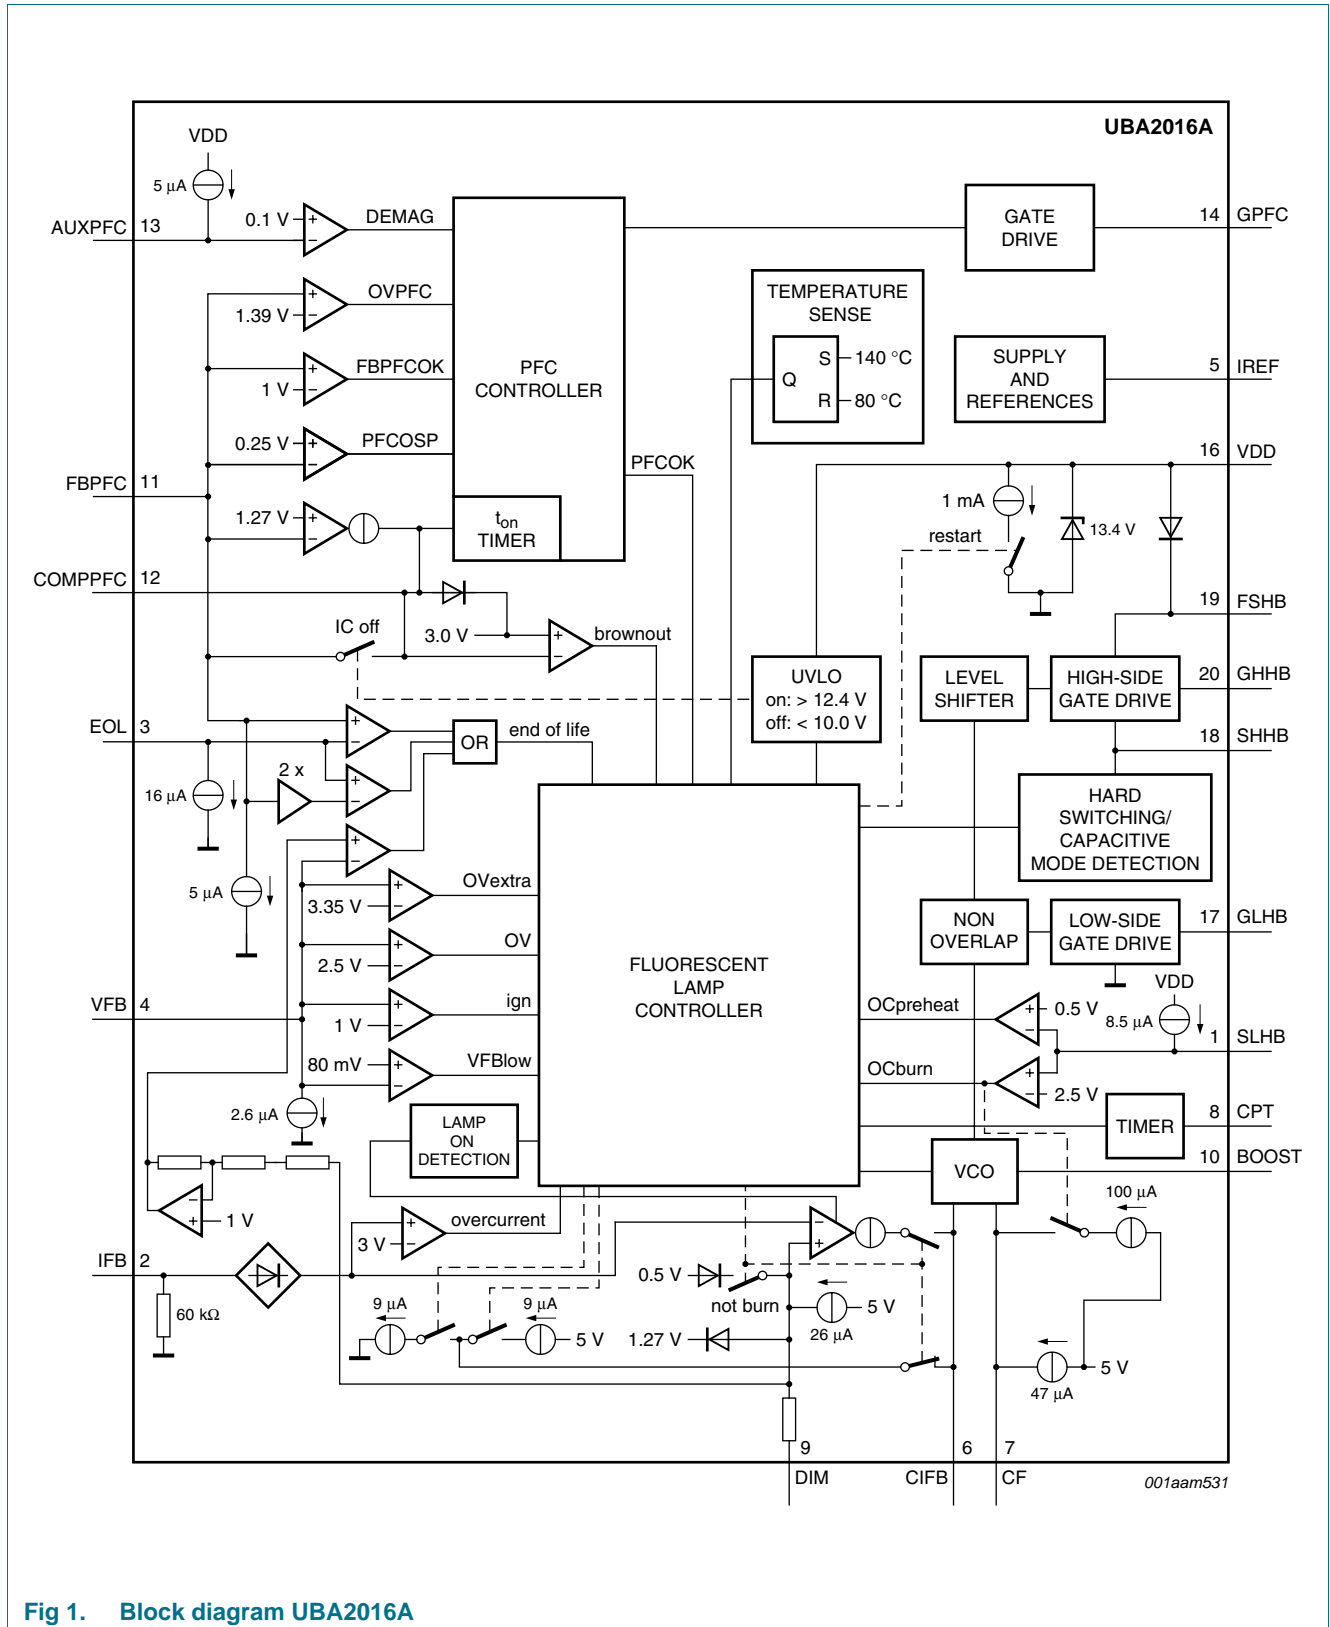 UBA2016A
VDD
5 µA
AUXPFC 13
0.1 V
+
−
DEMAG
GATE
DRIVE
14 GPFC
+
−
1.39 V
OVPFC
PFC
CONTROLLER
TEMPERATURE
SENSE
S
140 °C
Q
R
80 °C
SUPPLY
AND
REFERENCES
5 IREF
+
−
1 V
FBPFCOK
0.25 V
+
−
PFCOSP
PFCOK
16 VDD
FBPFC 11
1.27 V
+
−
ton
TIMER
1 mA
restart
13.4 V
COMPPFC 12
IC off
3.0 V
+
−
brownout
19 FSHB
UVLO
on: > 12.4 V
off: < 10.0 V
LEVEL
SHIFTER
HIGH-SIDE
GATE DRIVE
20 GHHB
EOL 3
+
−
OR
end of life
18 SHHB
2 x
16 µA
+
−
HARD
SWITCHING/
CAPACITIVE
MODE DETECTION
+
−
5 µA
+
−
3.35 V
OVextra
NON
OVERLAP
LOW-SIDE
GATE DRIVE
17 GLHB
+
−
2.5 V
OV
FLUORESCENT
LAMP
CONTROLLER
VDD
VFB 4
+
−
1 V
ign
OCpreheat
+
−
0.5 V
8.5 µA
1 SLHB
80 mV
+
−
VFBlow
OCburn
+
−
2.5 V
2.6 µA
LAMP
ON
DETECTION
TIMER
8 CPT
VCO
10 BOOST
−
+
1 V
100 µA
+
−
3 V
overcurrent
−
+
IFB 2
0.5 V
not burn
60 kΩ
9 µA
9 µA
5 V
26 µA
5 V
1.27 V
47 µA
5 V
9
6
7
DIM
CIFB
CF
001aam531
Fig 1. Block diagram UBA2016A